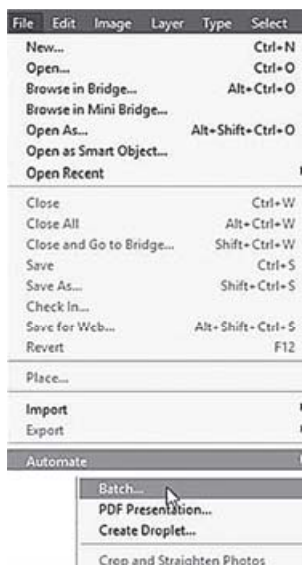 File Edit Image Layer Type Select
New... Ctrl+N
Open... Ctrl+O
Browse in Bridge... Alt+Ctrl+O
Browse in Mini Bridge...
Open As... Alt+Shift+Ctrl+O
Open as Smart Object...
Open Recent
Close Ctrl+W
Close All Alt+Ctrl+W
Close and Go to Bridge... Shift+Ctrl+W
Save Ctrl+S
Save As... Shift+Ctrl+S
Check In...
Save for Web... Alt+Shift+Ctrl+S
Revert F12
Place...
Import
Export
Automate
Batch...
PDF Presentation...
Create Droplet...
Crop and Straighten Photos